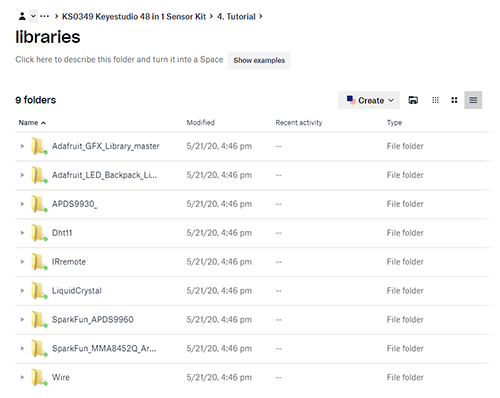 KS0349 Keyestudio 48 in 1 Sensor Kit > 4. Tutorial >
libraries
Click here to describe this folder and turn it into a Space Show examples
9 folders Create
Name Modified Recent activity Type
Adafruit_GFX_Library_master 5/21/20, 4:46 pm -- File folder
Adafruit_LED_Backpack_Li... 5/21/20, 4:46 pm -- File folder
APDS9930_ 5/21/20, 4:46 pm -- File folder
Dht11 5/21/20, 4:46 pm -- File folder
IRremote 5/21/20, 4:46 pm -- File folder
LiquidCrystal 5/21/20, 4:46 pm -- File folder
SparkFun_APDS9960 5/21/20, 4:46 pm -- File folder
SparkFun_MMA8452Q_Ar... 5/21/20, 4:46 pm -- File folder
Wire 5/21/20, 4:46 pm -- File folder